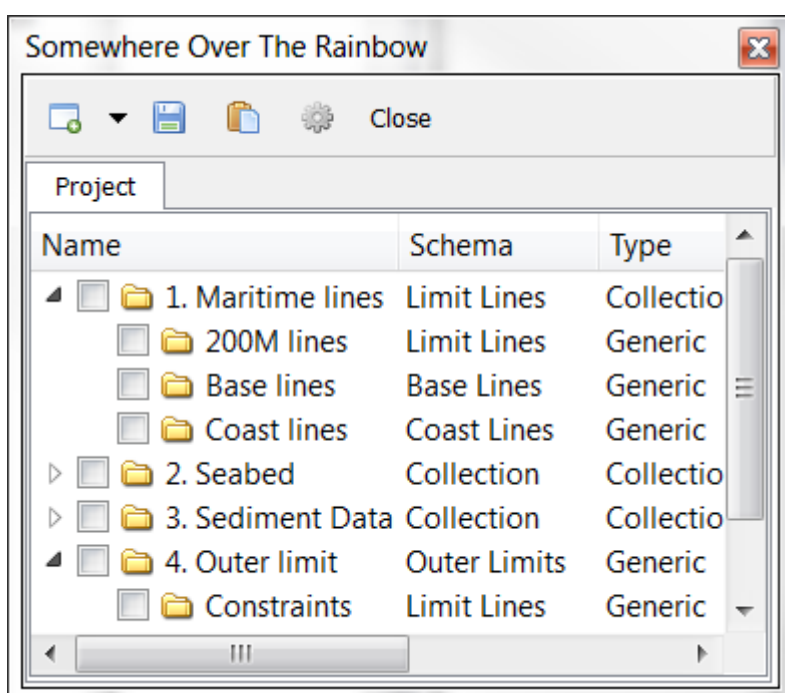 Somewhere Over The Rainbow
Close
Project
Name Schema Type
1. Maritime lines Limit Lines Collectio
200M lines Limit Lines Generic
Base lines Base Lines Generic
Coast lines Coast Lines Generic
2. Seabed Collection Collectio
3. Sediment Data Collection Collectio
4. Outer limit Outer Limits Generic
Constraints Limit Lines Generic